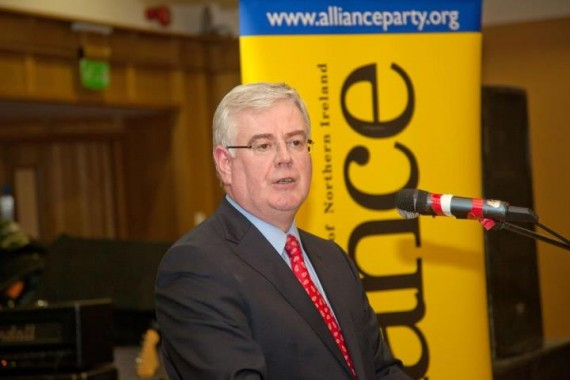 www.allianceparty.org
of Northern Ireland
ance